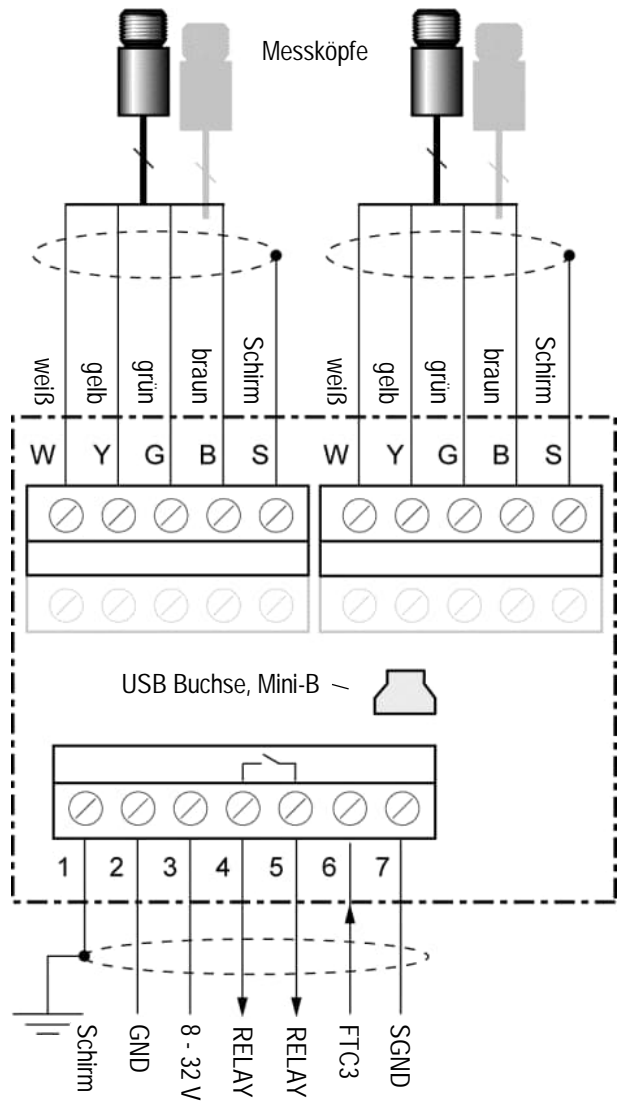 Messköpfe
weiß gelb grün braun Schirm weiß gelb grün braun Schirm
W Y G B S W Y G B S
USB Buchse, Mini-B
1 2 3 4 5 6 7
Schirm GND 8 - 32 V RELAY RELAY FTC3 SGND